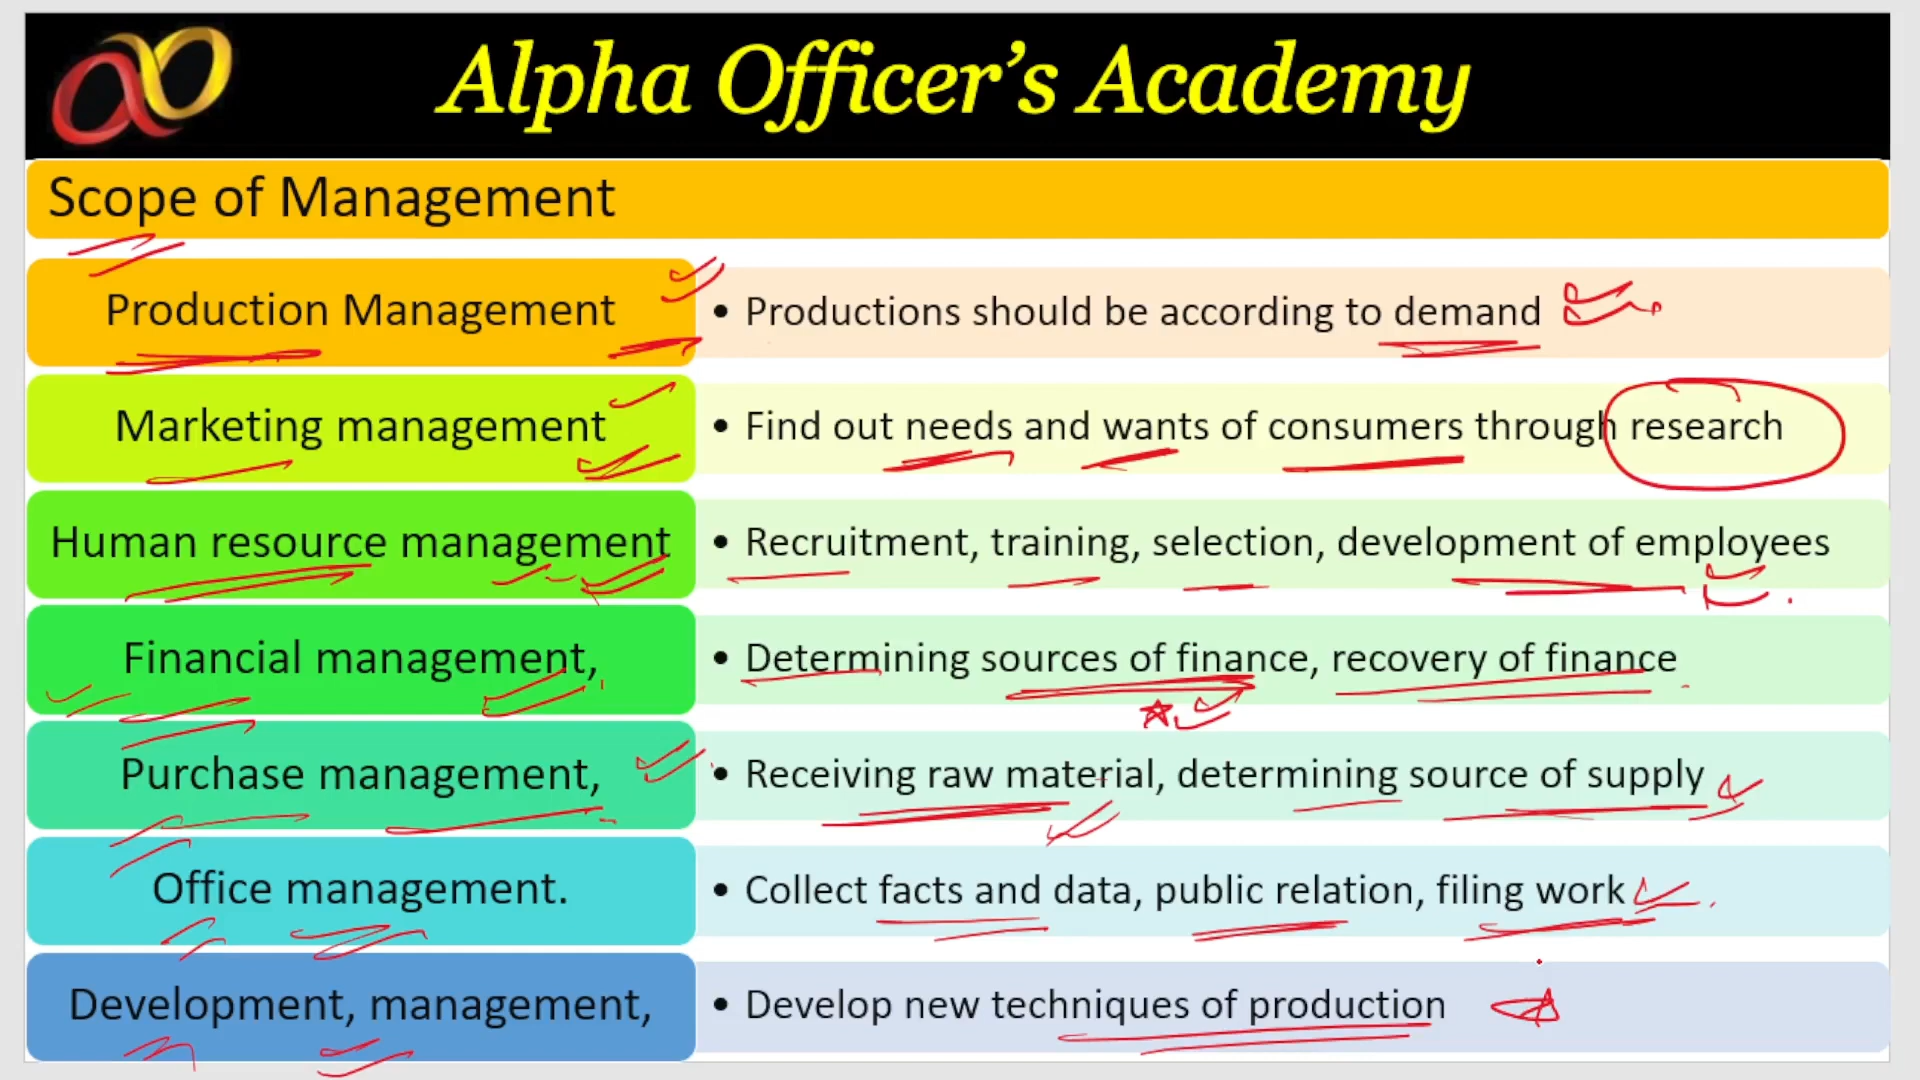 Alpha Officer's Academy
Scope of Management
Production Management
• Productions should be according to demand
Marketing management
• Find out needs and wants of consumers through research
Human resource management
• Recruitment, training, selection, development of employees
Financial management,
• Determining sources of finance, recovery of finance
Purchase management,
• Receiving raw material, determining source of supply
Office management.
• Collect facts and data, public relation, filing work
Development, management,
• Develop new techniques of production